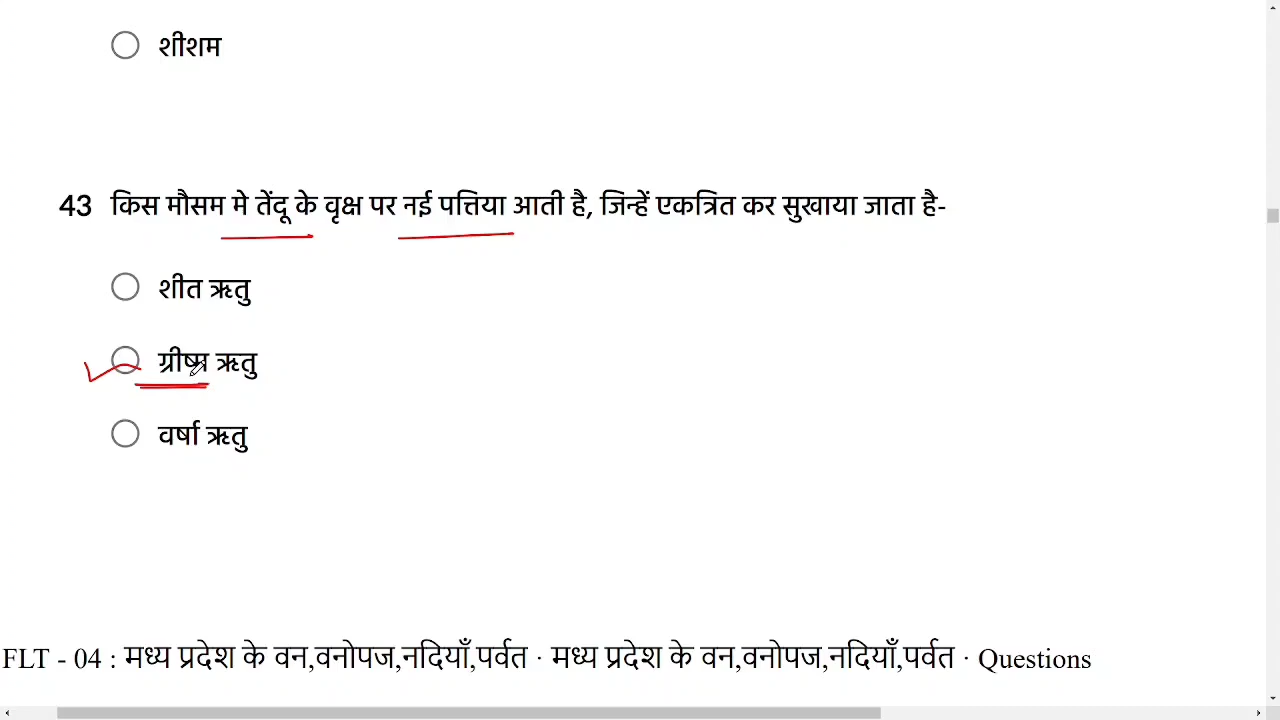 शीशम
43 किस मौसम मे तेंदू के वृक्ष पर नई पत्तिया आती है, जिन्हें एकत्रित कर सुखाया जाता है-
शीत ऋतु
ग्रीष्म ऋतु
वर्षा ऋतु
FLT - 04 : मध्य प्रदेश के वन,वनोपज,नदियाँ,पर्वत · मध्य प्रदेश के वन,वनोपज,नदियाँ,पर्वत · Questions